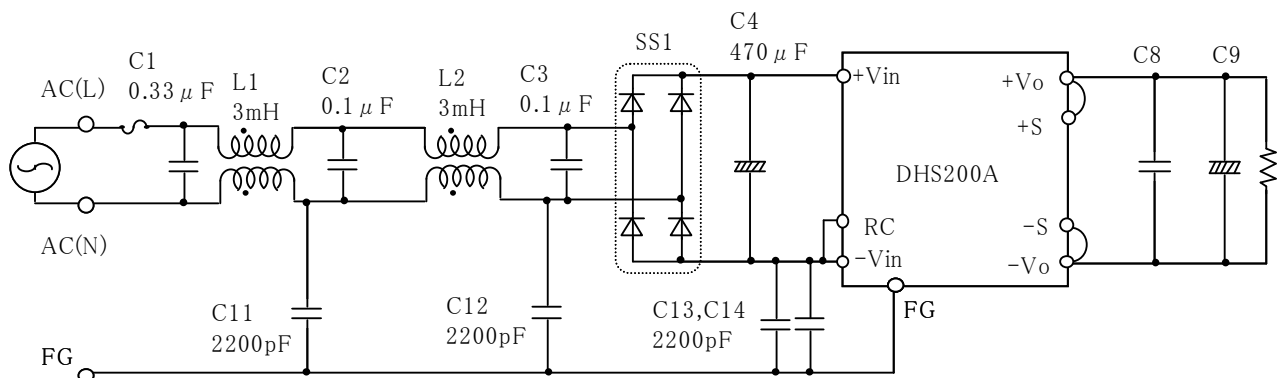 AC(L)
C1
0.33μF
L1
3mH
C2
0.1μF
L2
3mH
C3
0.1μF
SS1
C4
470μF
+Vin
+Vo
+S
C8
C9
DHS200A
RC
-Vin
-S
-Vo
AC(N)
C11
2200pF
C12
2200pF
C13,C14
2200pF
FG
FG